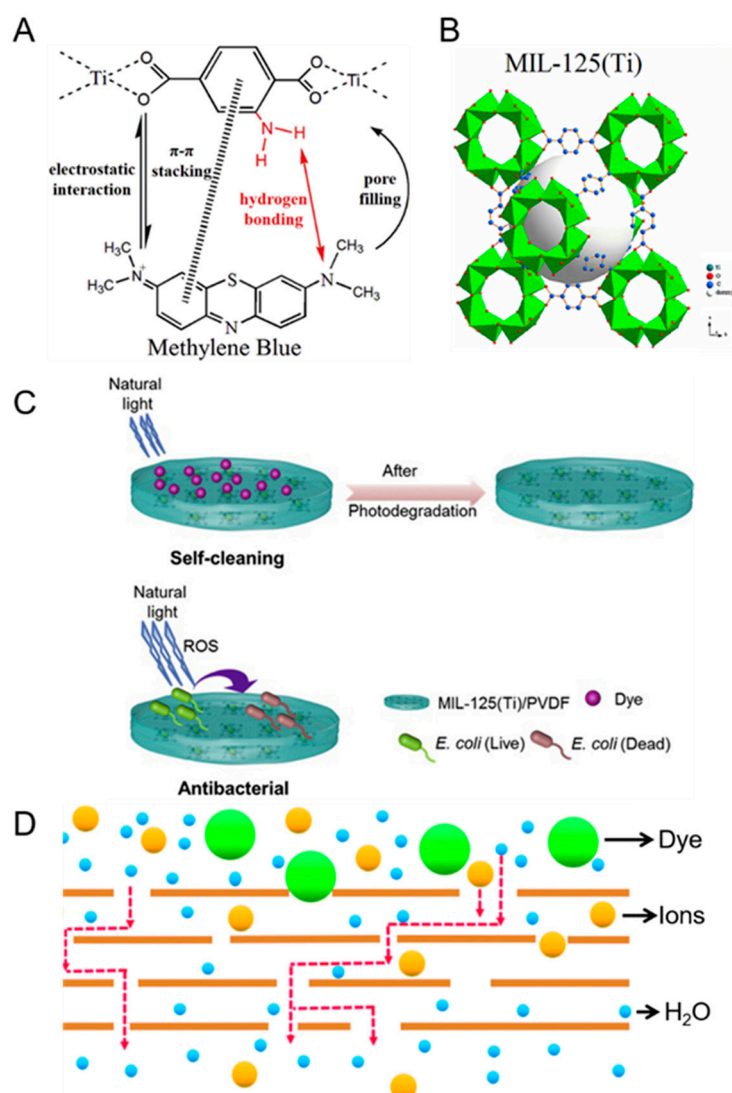 A
Ti
O
O
O
O
Ti
N
H
H
electrostatic
interaction
π-π
stacking
hydrogen
bonding
pore
filling
H₃C
N⁺
CH₃
S
N
CH₃
N
CH₃
Methylene Blue
B
MIL-125(Ti)
Ti
O
C
C
Natural
light
After
Photodegradation
Self-cleaning
Natural
light
ROS
Antibacterial
MIL-125(Ti)/PVDF
Dye
E. coli (Live)
E. coli (Dead)
D
Dye
Ions
H₂O